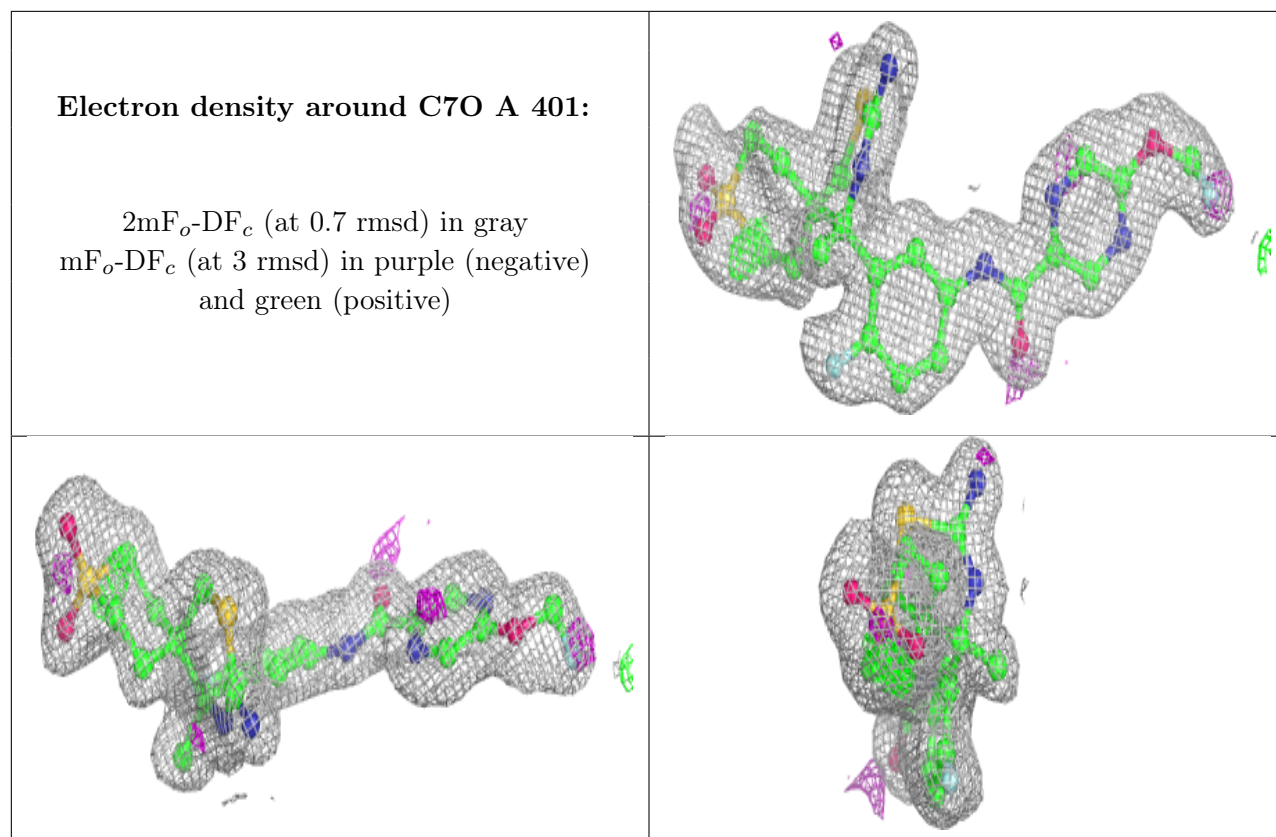 Electron density around C7O A 401:
2mFo-DFc (at 0.7 rmsd) in gray
mFo-DFc (at 3 rmsd) in purple (negative)
and green (positive)